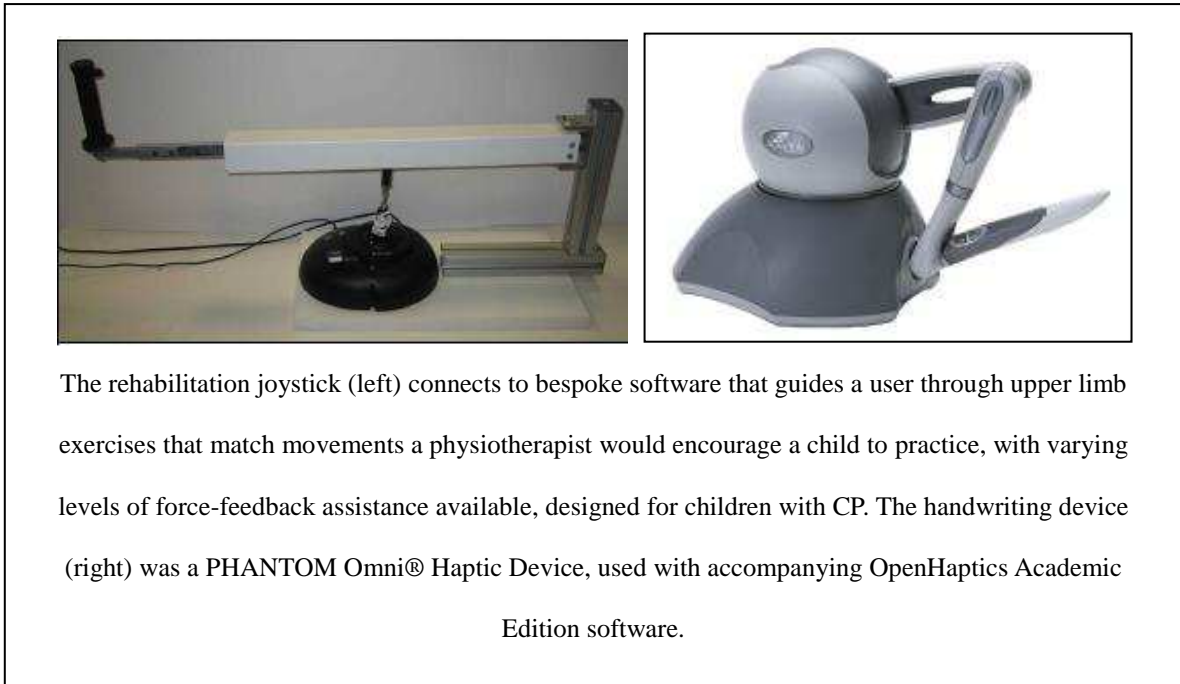 The rehabilitation joystick (left) connects to bespoke software that guides a user through upper limb
exercises that match movements a physiotherapist would encourage a child to practice, with varying
levels of force-feedback assistance available, designed for children with CP. The handwriting device
(right) was a PHANTOM Omni® Haptic Device, used with accompanying OpenHaptics Academic
Edition software.